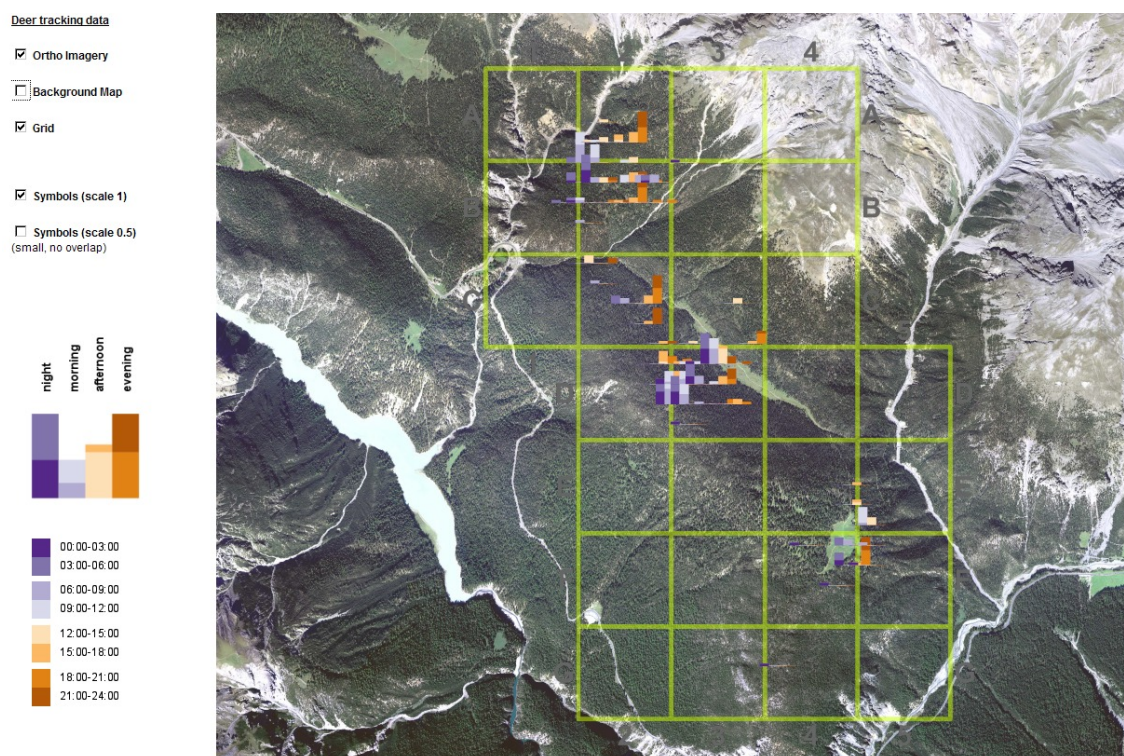 Deer tracking data
Ortho Imagery
Background Map
Grid
Symbols (scale 1)
Symbols (scale 0.5)
(small, no overlap)
night
morning
afternoon
evening
00:00-03:00
03:00-06:00
06:00-09:00
09:00-12:00
12:00-15:00
15:00-18:00
18:00-21:00
21:00-24:00
3
4
A
A
B
B
D
4